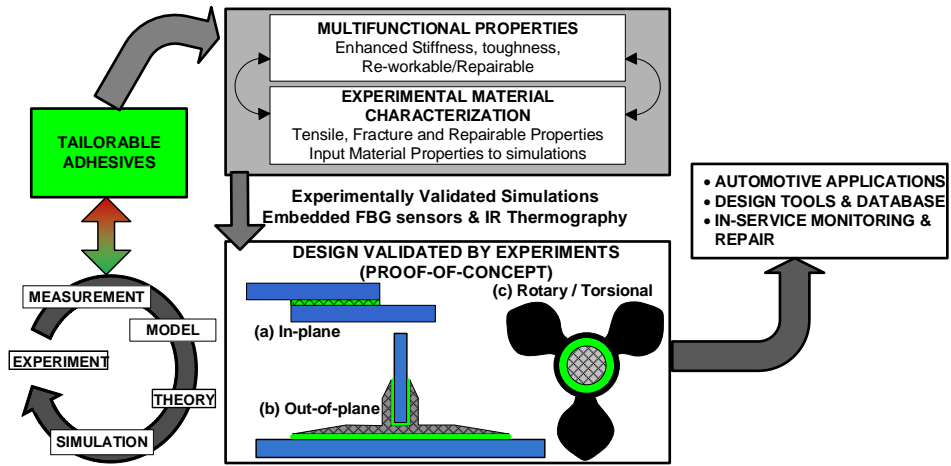 MULTIFUNCTIONAL PROPERTIES
Enhanced Stiffness, toughness,
Re-workable/Repairable
EXPERIMENTAL MATERIAL
CHARACTERIZATION
Tensile, Fracture and Repairable Properties
Input Material Properties to simulations
TAILORABLE
ADHESIVES
Experimentally Validated Simulations
Embedded FBG sensors & IR Thermography
• AUTOMOTIVE APPLICATIONS
• DESIGN TOOLS & DATABASE
• IN-SERVICE MONITORING &
REPAIR
DESIGN VALIDATED BY EXPERIMENTS
(PROOF-OF-CONCEPT)
(a) In-plane
(b) Out-of-plane
(c) Rotary / Torsional
MEASUREMENT
MODEL
EXPERIMENT
THEORY
SIMULATION